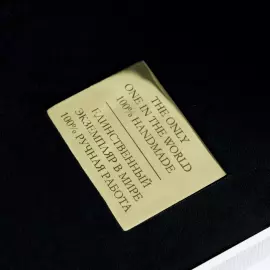 THE ONLY
ONE IN THE WORLD
100% HANDMADE
ЕДИНСТВЕННЫЙ
ЭКЗЕМПЛЯР В МИРЕ
100% РУЧНАЯ РАБОТА